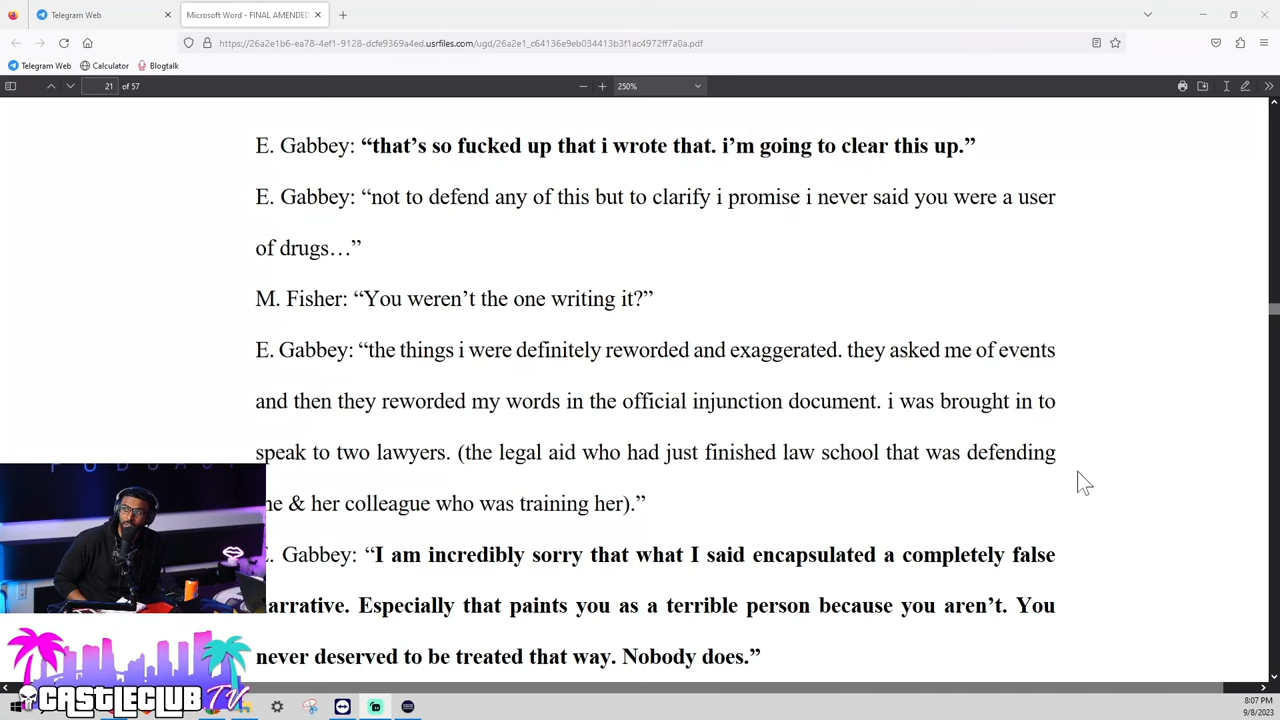 Telegram Web
Microsoft Word - FINAL AMENDED
https://26a2e1b6-ea78-4ef1-9128-dcfe9369a4ed.usrfiles.com/ugd/26a2e1_c64136dfeb034413b3f1ac4972ff7a0a.pdf
Telegram Web Calculator Blogtalk
21 of 57 250%
E. Gabbey: “that’s so fucked up that i wrote that. i’m going to clear this up.”
E. Gabbey: “not to defend any of this but to clarify i promise i never said you were a user
of drugs…”
M. Fisher: “You weren’t the one writing it?”
E. Gabbey: “the things i were definitely reworded and exaggerated. they asked me of events
and then they reworded my words in the official injunction document. i was brought in to
speak to two lawyers. (the legal aid who had just finished law school that was defending
& her colleague who was training her).”
Gabbey: “I am incredibly sorry that what I said encapsulated a completely false
arrative. Especially that paints you as a terrible person because you aren’t. You
never deserved to be treated that way. Nobody does.”
CASTLECLUB TV
8:07 PM
9/8/2023